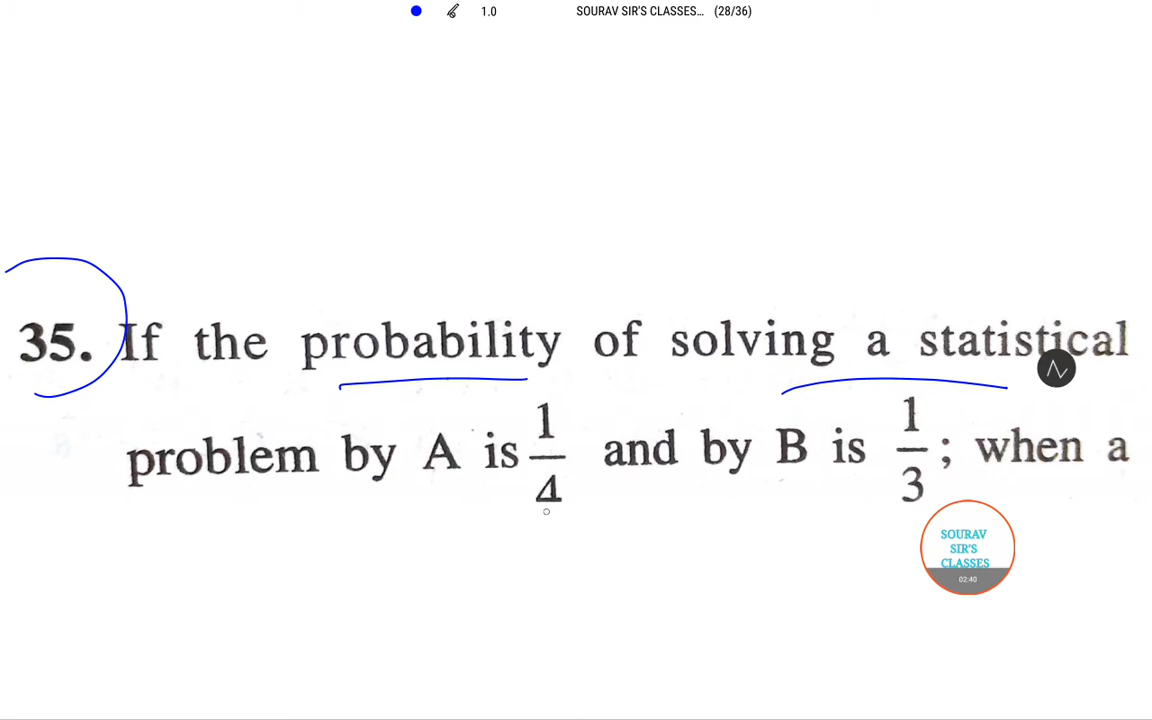 1.0 SOURAV SIR'S CLASSES... (28/36)
35. If the probability of solving a statistical
problem by A is 1/4 and by B is 1/3; when a
SOURAV
SIR'S
CLASSES
02:40